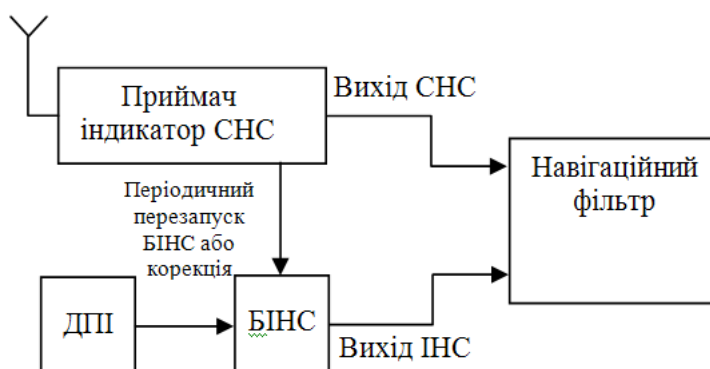 Приймач
індикатор СНС
Вихід СНС
Навігаційний
фільтр
Періодичний
перезапуск
БІНС або
корекція
ДПІ
БІНС
Вихід ІНС